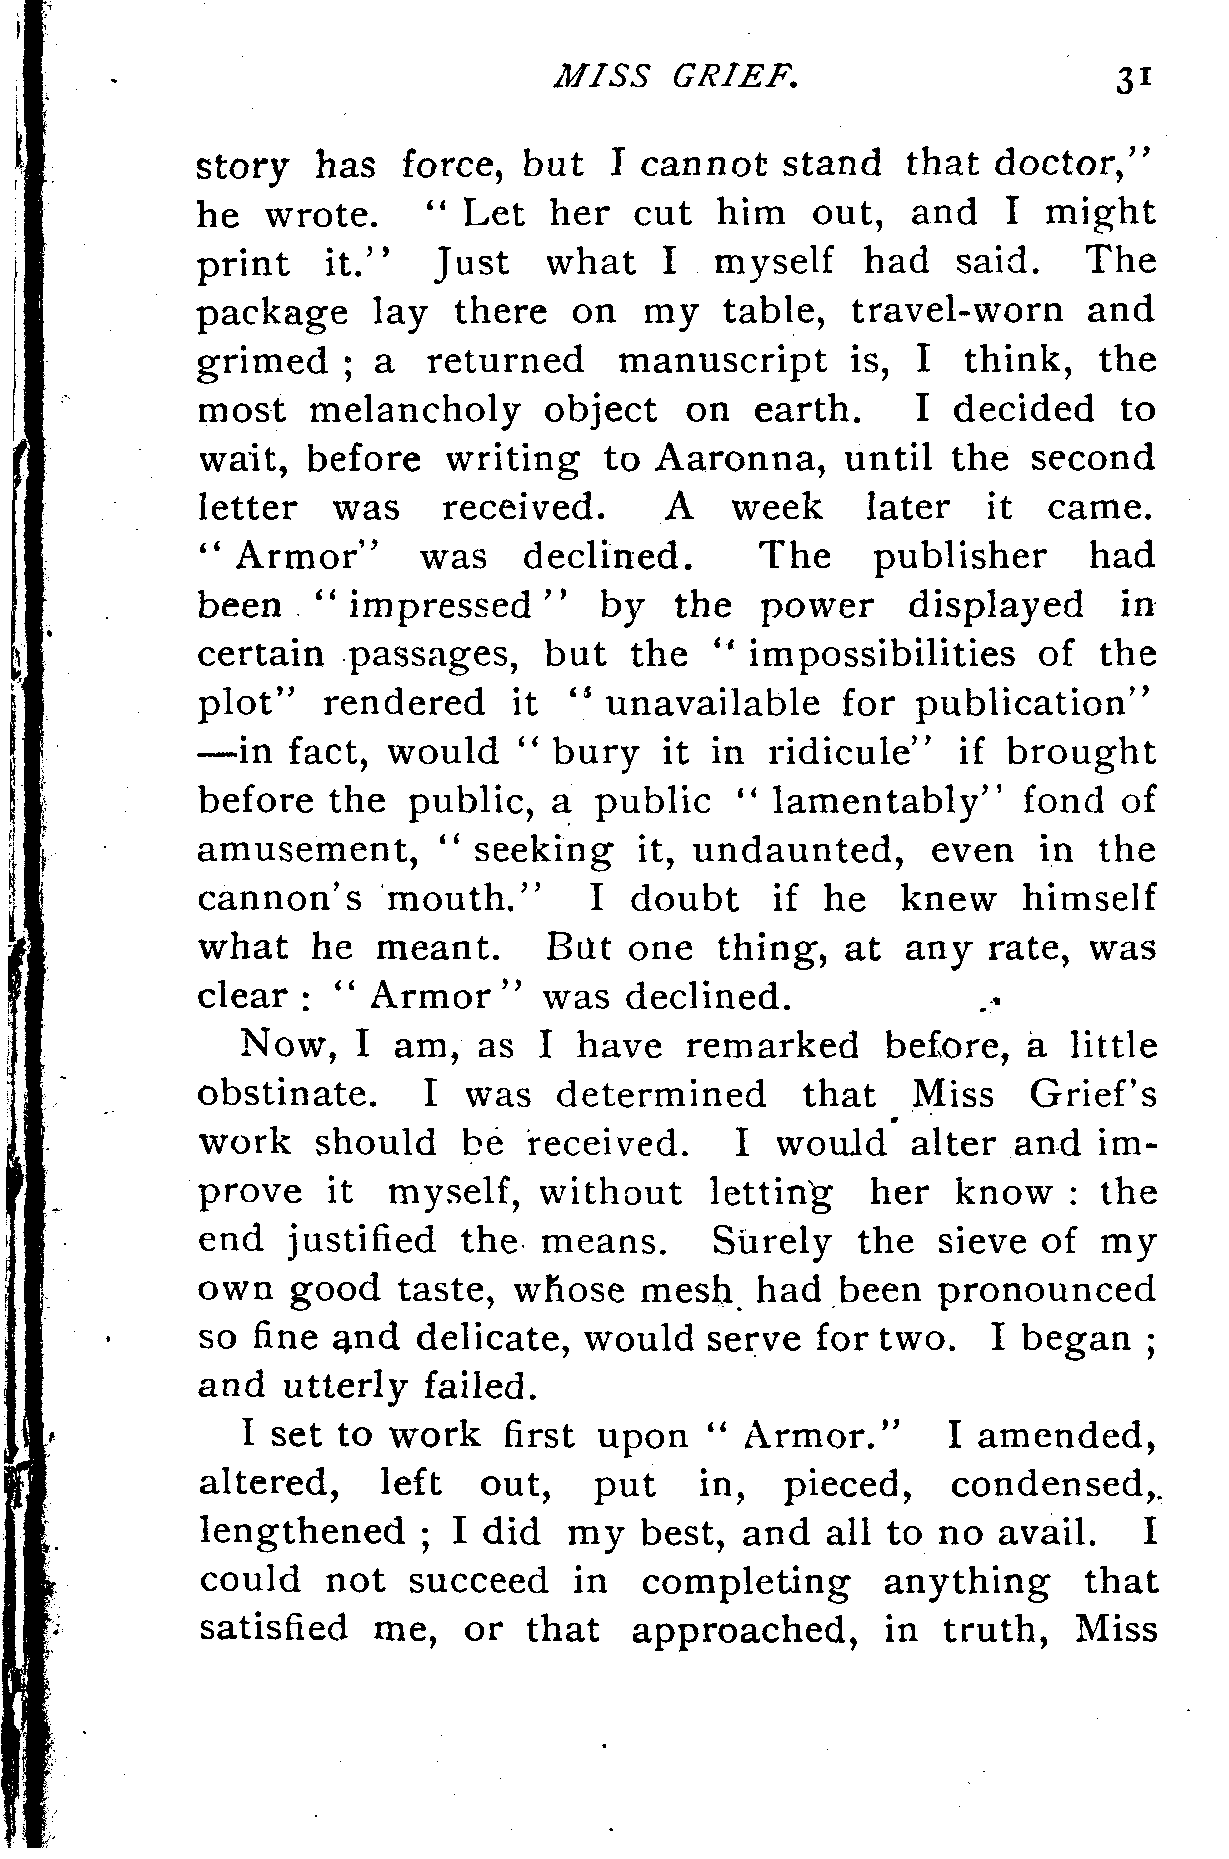 MISS GRIEF. 31
story has force, but I cannot stand that doctor,"
he wrote. "Let her cut him out, and I might
print it." Just what I myself had said. The
package lay there on my table, travel-worn and
grimed ; a returned manuscript is, I think, the
most melancholy object on earth. I decided to
wait, before writing to Aaronna, until the second
letter was received. A week later it came.
"Armor" was declined. The publisher had
been "impressed" by the power displayed in
certain passages, but the "impossibilities of the
plot" rendered it "unavailable for publication"
—in fact, would "bury it in ridicule" if brought
before the public, a public "lamentably" fond of
amusement, "seeking it, undaunted, even in the
cannon's mouth." I doubt if he knew himself
what he meant. But one thing, at any rate, was
clear : "Armor" was declined.
Now, I am, as I have remarked before, a little
obstinate. I was determined that Miss Grief's
work should be received. I would alter and im-
prove it myself, without letting her know : the
end justified the means. Surely the sieve of my
own good taste, whose mesh had been pronounced
so fine and delicate, would serve for two. I began ;
and utterly failed.
I set to work first upon "Armor." I amended,
altered, left out, put in, pieced, condensed,
lengthened ; I did my best, and all to no avail. I
could not succeed in completing anything that
satisfied me, or that approached, in truth, Miss